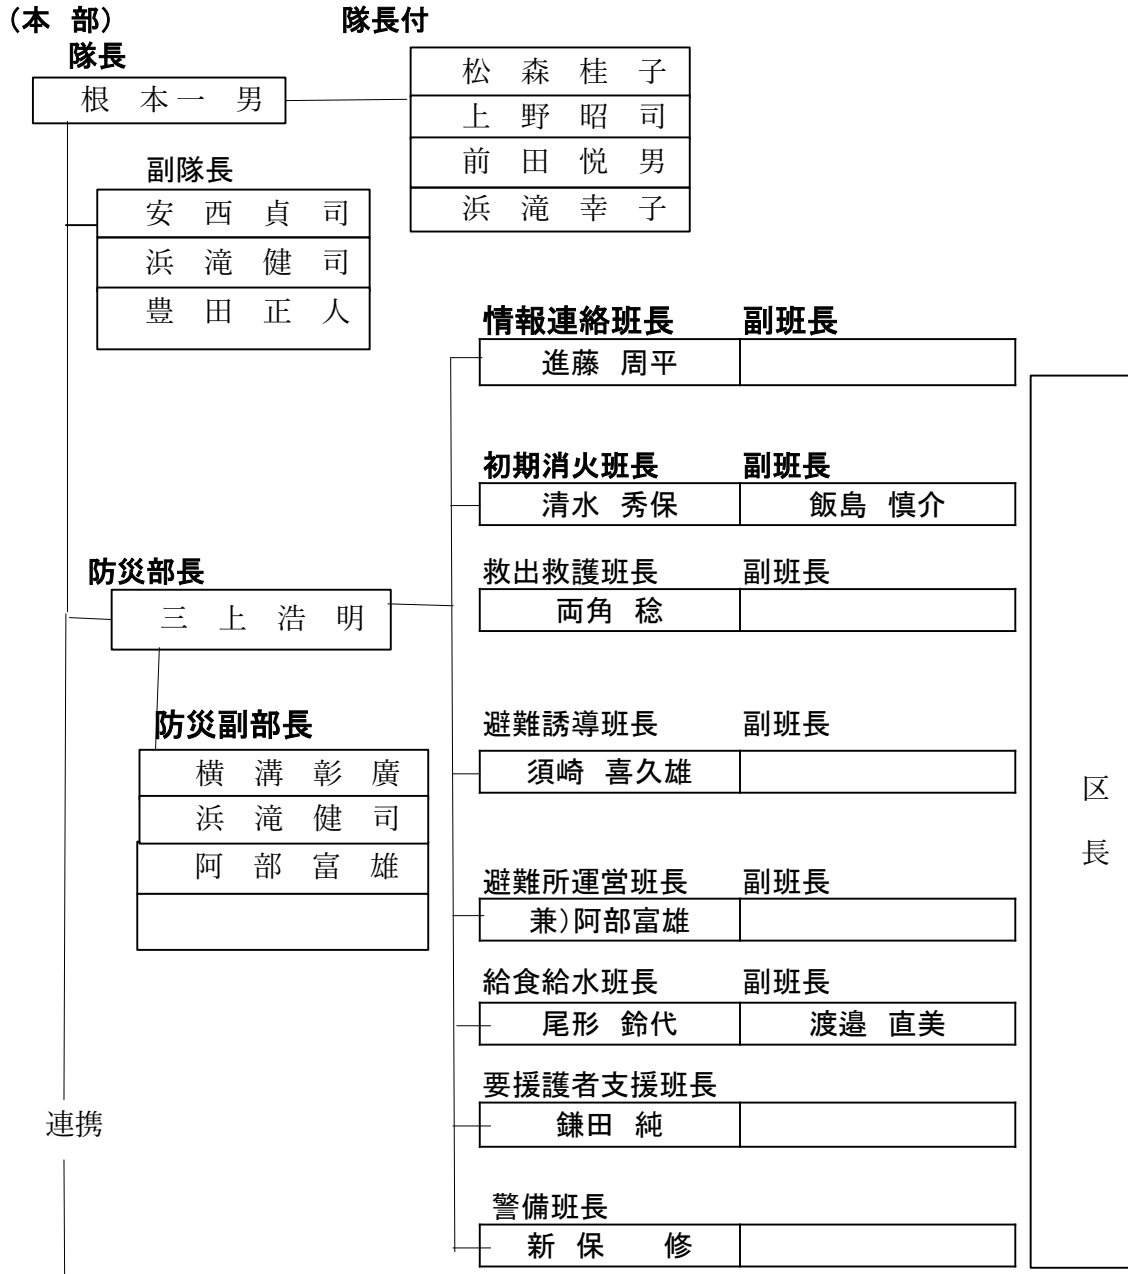 （本 部）
隊長付
隊長
根 本 一 男
松 森 桂 子
上 野 昭 司
前 田 悦 男
浜 滝 幸 子
副隊長
安 西 貞 司
浜 滝 健 司
豊 田 正 人
情報連絡班長 副班長
進藤 周平
初期消火班長 副班長
清水 秀保 飯島 慎介
防災部長
三 上 浩 明
救出救護班長 副班長
両角 稔
防災副部長
横 溝 彰 廣
浜 滝 健 司
阿 部 富 雄
避難誘導班長 副班長
須崎 喜久雄
避難所運営班長 副班長
兼）阿部富雄
給食給水班長 副班長
尾形 鈴代 渡邉 直美
要援護者支援班長
鎌田 純
警備班長
新 保 修
区
長
連携